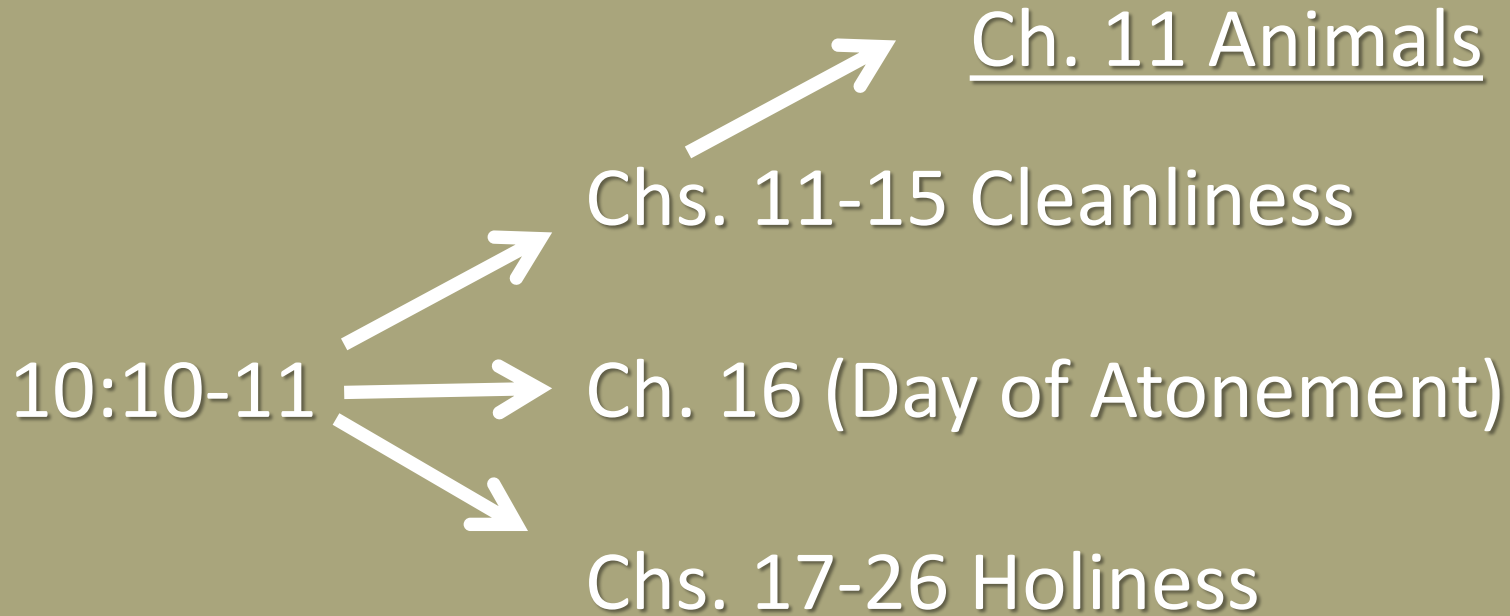 Ch. 11 Animals
Chs. 11-15 Cleanliness
10:10-11
Ch. 16 (Day of Atonement)
Chs. 17-26 Holiness